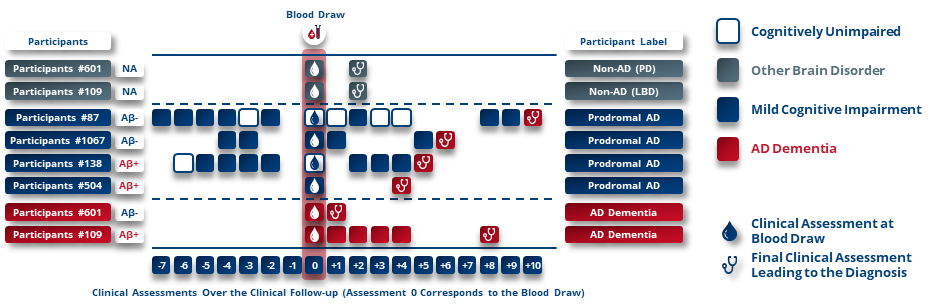 Blood Draw
Participants
Participant Label
Participants #601 NA Non-AD (PD)
Participants #109 NA Non-AD (LBD)
Participants #87 Aβ- Prodromal AD
Participants #1067 Aβ- Prodromal AD
Participants #138 Aβ+ Prodromal AD
Participants #504 Aβ+ Prodromal AD
Participants #601 Aβ- AD Dementia
Participants #109 Aβ+ AD Dementia
-7 -6 -5 -4 -3 -2 -1 0 +1 +2 +3 +4 +5 +6 +7 +8 +9 +10
Clinical Assessments Over the Clinical Follow-up (Assessment 0 Corresponds to the Blood Draw)
Cognitively Unimpaired
Other Brain Disorder
Mild Cognitive Impairment
AD Dementia
Clinical Assessment at
Blood Draw
Final Clinical Assessment
Leading to the Diagnosis